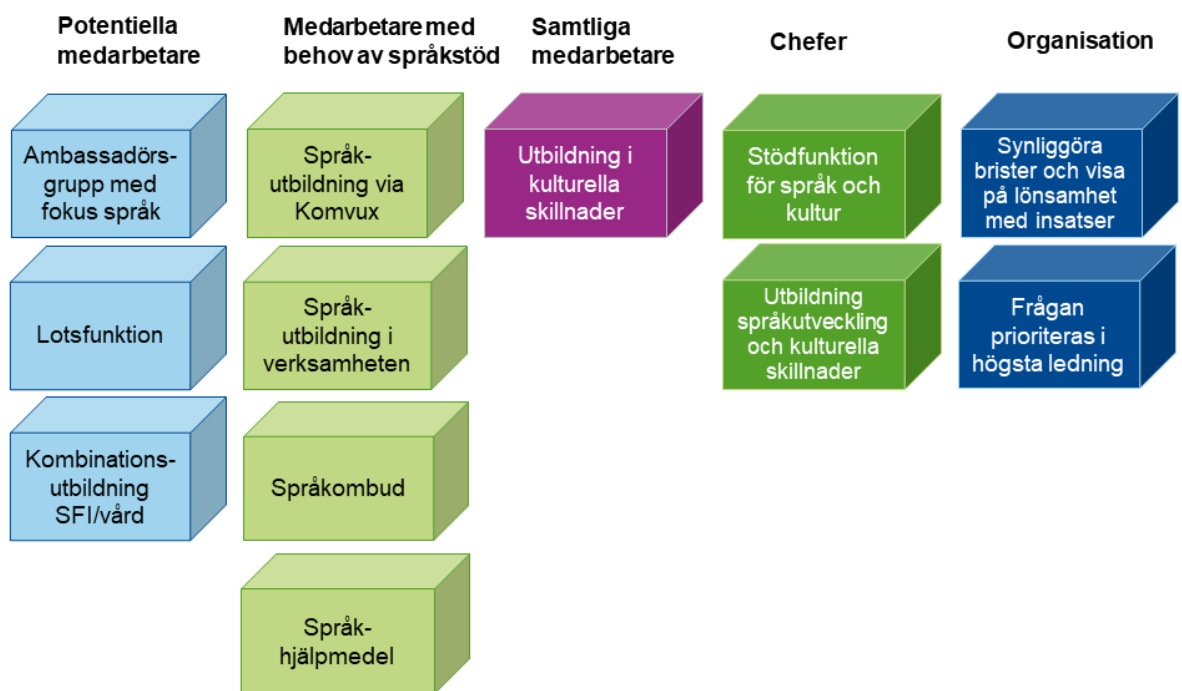 Potentiella
medarbetare
Medarbetare med
behov av språkstöd
Samtliga
medarbetare
Chefer
Organisation
Ambassadörs-
grupp med
fokus språk
Språk-
utbildning via
Komvux
Utbildning i
kulturella
skillnader
Stödfunktion
för språk och
kultur
Synliggöra
brister och visa
på lönsamhet
med insatser
Lotsfunktion
Språk-
utbildning i
verksamheten
Utbildning
språkutveckling
och kulturella
skillnader
Frågan
prioriteras i
högsta ledning
Kombinations-
utbildning
SFI/vård
Språkombud
Språk-
hjälpmedel